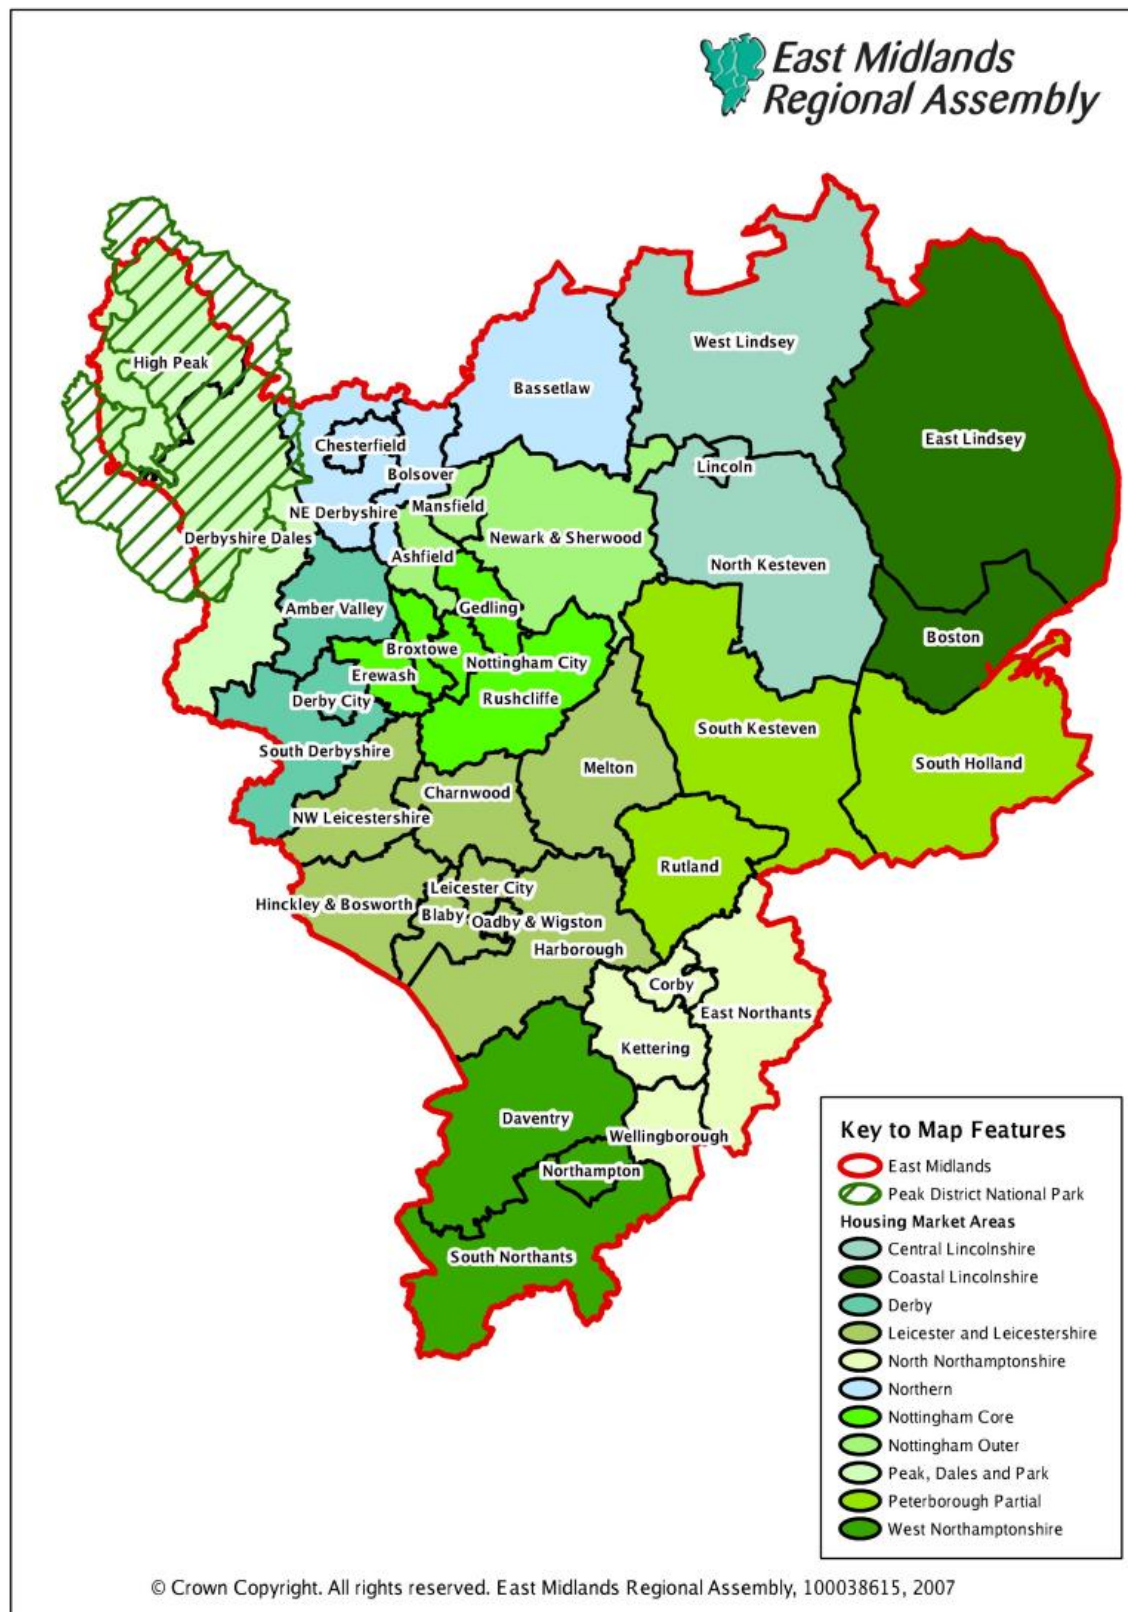 East Midlands
Regional Assembly
High Peak
West Lindsey
Bassetlaw
East Lindsey
Chesterfield
Lincoln
Bolsover
Mansfield
NE Derbyshire
Derbyshire Dales
Newark & Sherwood
Ashfield
North Kesteven
Amber Valley
Gedling
Boston
Broxtowe
Nottingham City
Erewash
Derby City
Rushcliffe
South Kesteven
South Derbyshire
Melton
South Holland
Charnwood
NW Leicestershire
Rutland
Leicester City
Hinckley & Bosworth
Blaby
Oadby & Wigston
Harborough
Corby
East Northants
Kettering
Daventry
Wellingborough
Northampton
South Northants
Key to Map Features
East Midlands
Peak District National Park
Housing Market Areas
Central Lincolnshire
Coastal Lincolnshire
Derby
Leicester and Leicestershire
North Northamptonshire
Northern
Nottingham Core
Nottingham Outer
Peak, Dales and Park
Peterborough Partial
West Northamptonshire
© Crown Copyright. All rights reserved. East Midlands Regional Assembly, 100038615, 2007